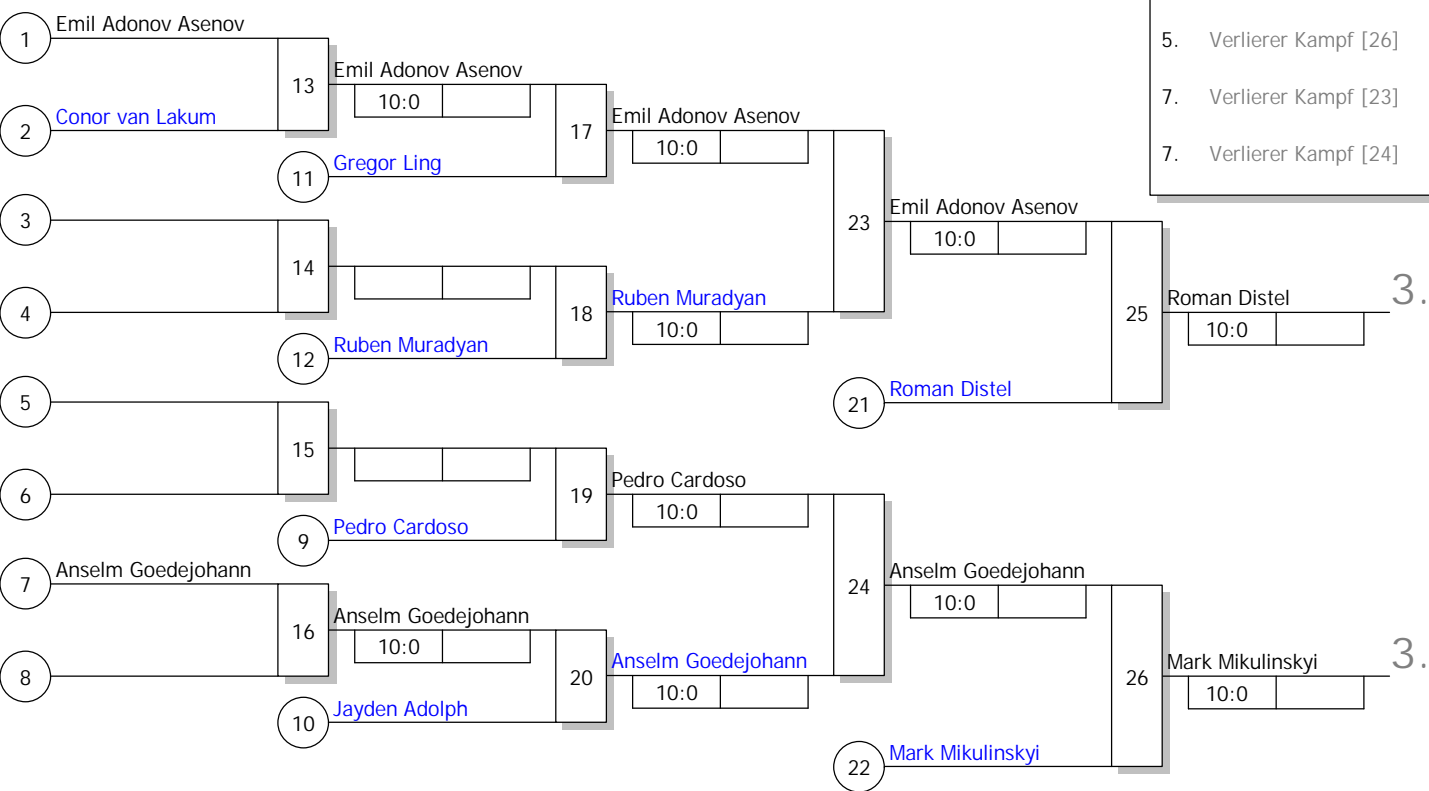 1
Emil Adonov Asenov
2
Conor van Lakum
13
Emil Adonov Asenov
10:0
11
Gregor Ling
17
Emil Adonov Asenov
10:0
3
4
14
12
Ruben Muradyan
18
Ruben Muradyan
10:0
23
Emil Adonov Asenov
10:0
21
Roman Distel
25
Roman Distel
10:0
3.
5
6
15
9
Pedro Cardoso
19
Pedro Cardoso
10:0
7
Anselm Goedejohann
8
16
Anselm Goedejohann
10:0
10
Jayden Adolph
20
Anselm Goedejohann
10:0
24
Anselm Goedejohann
10:0
22
Mark Mikulinskyi
26
Mark Mikulinskyi
10:0
3.
5. Verlierer Kampf [26]
7. Verlierer Kampf [23]
7. Verlierer Kampf [24]